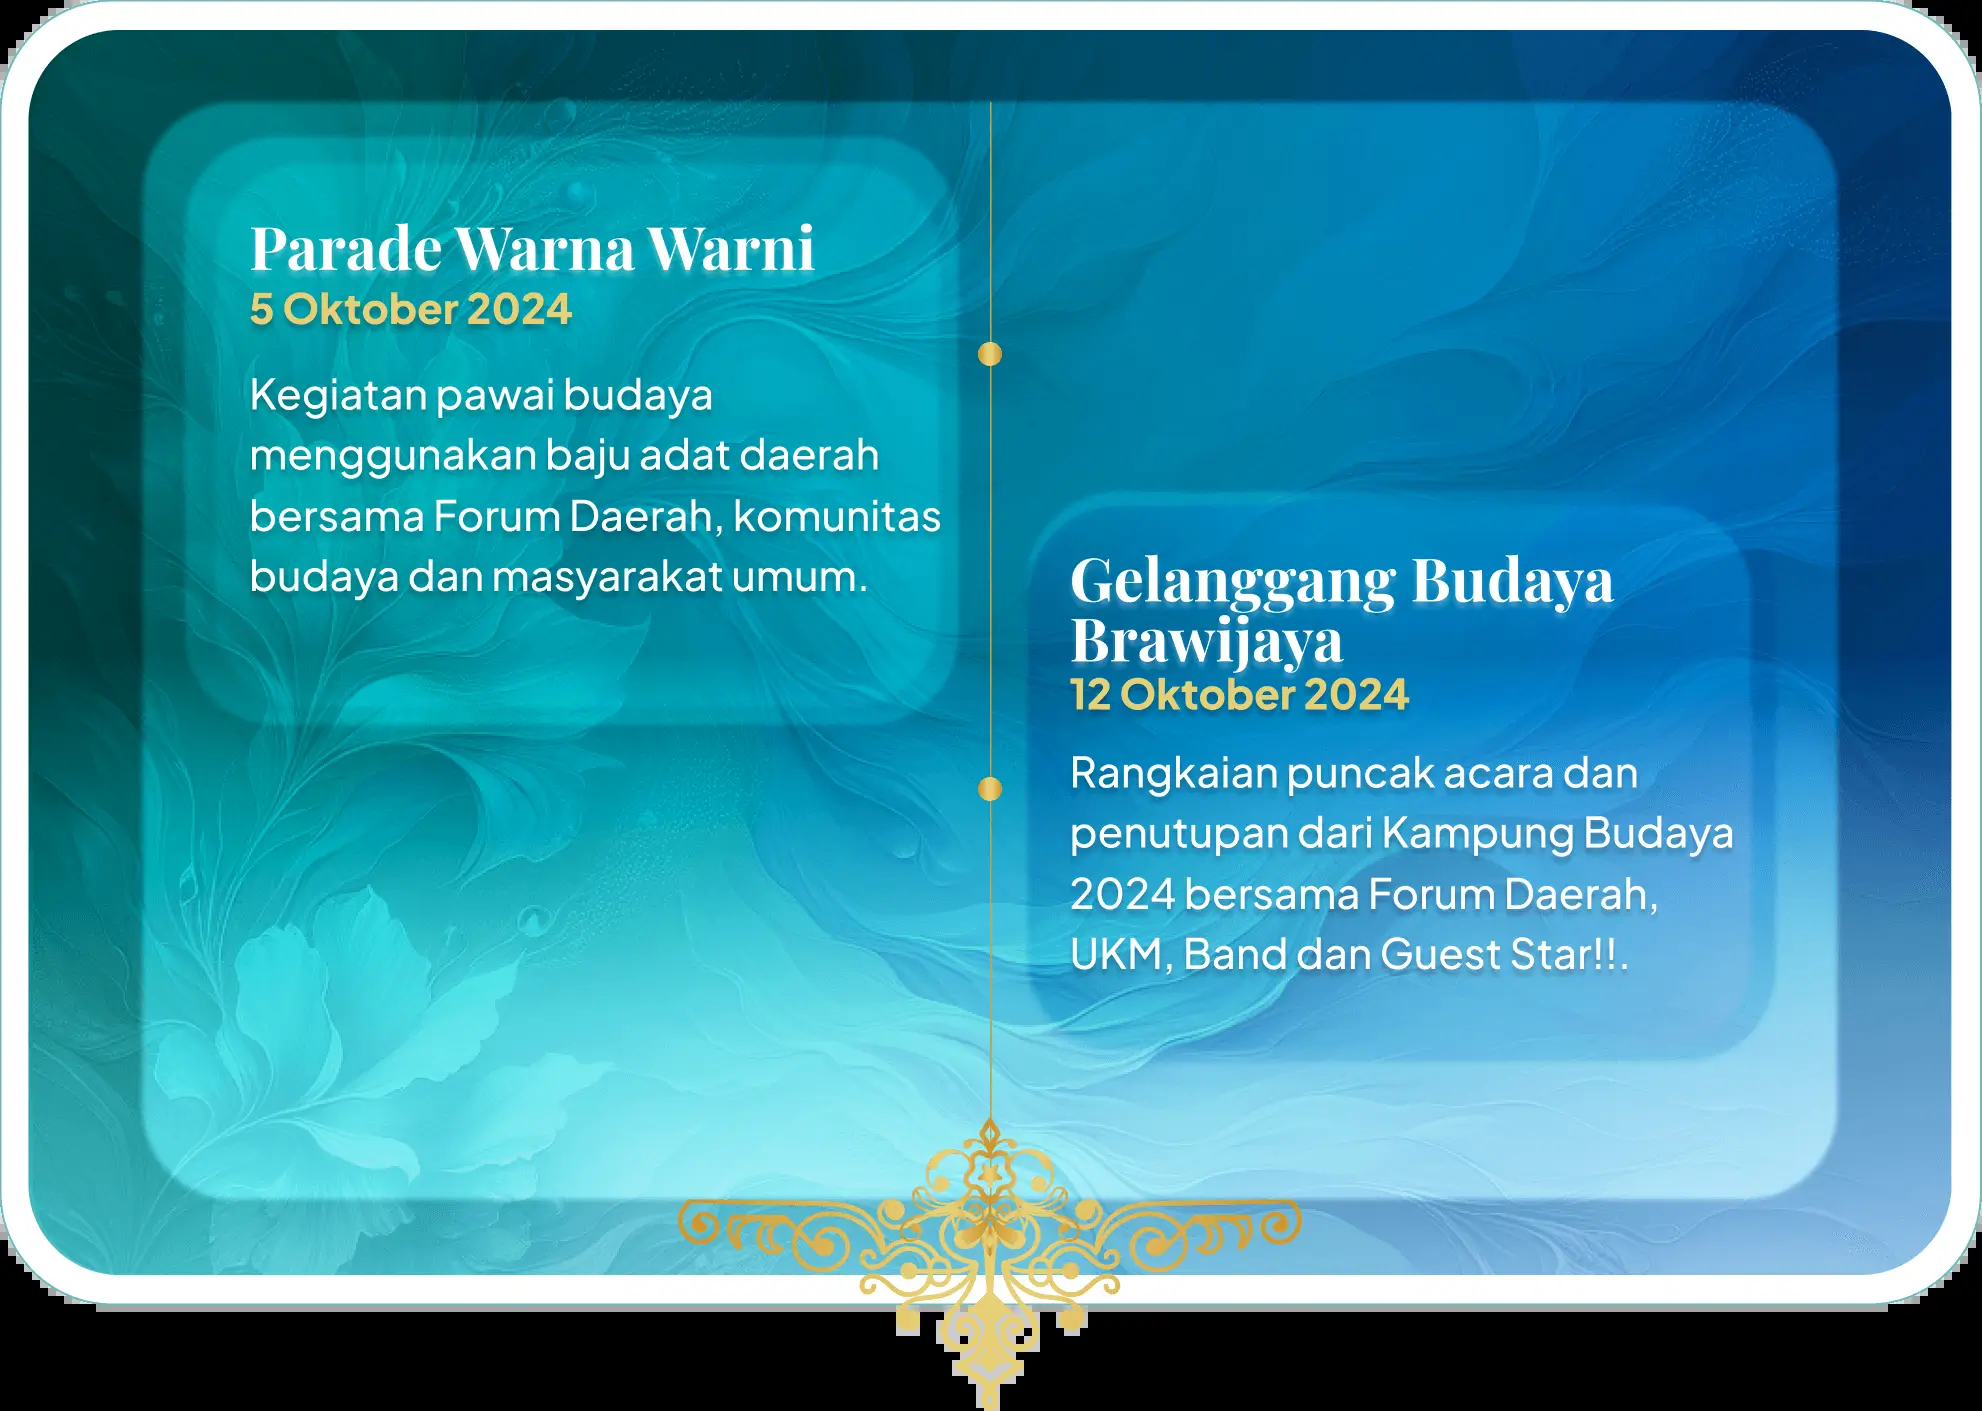 Parade Warna Warni
5 Oktober 2024
Kegiatan pawai budaya
menggunakan baju adat daerah
bersama Forum Daerah, komunitas
budaya dan masyarakat umum.
Gelanggang Budaya
Brawijaya
12 Oktober 2024
Rangkaian puncak acara dan
penutupan dari Kampung Budaya
2024 bersama Forum Daerah,
UKM, Band dan Guest Star!!.